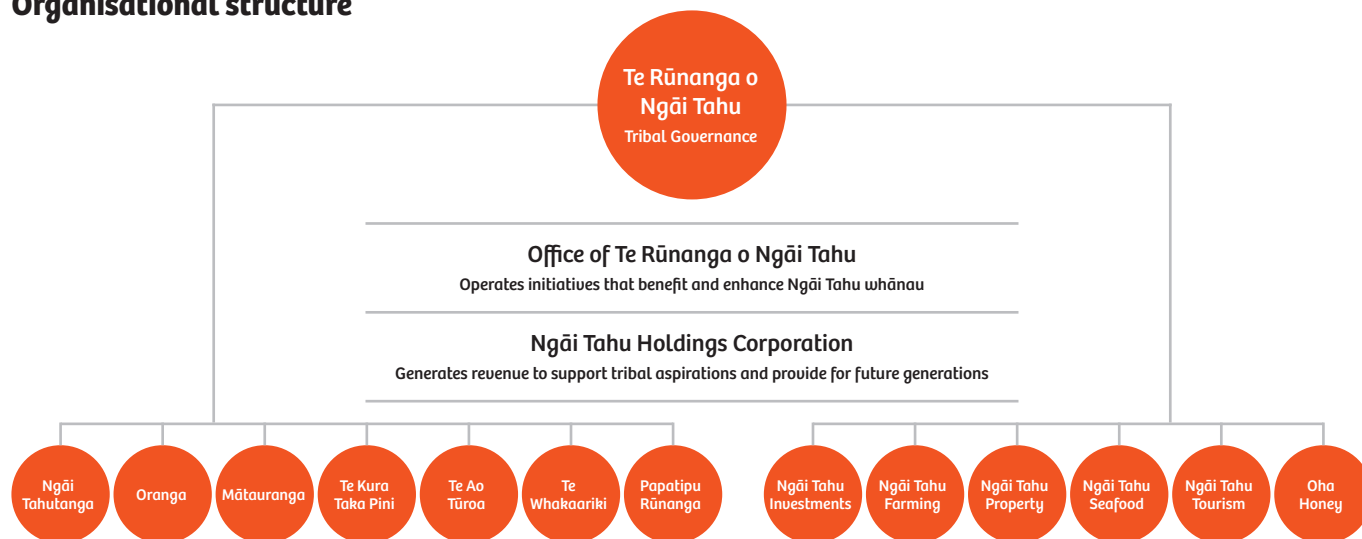 Organisational structure
Te Rūnanga o
Ngāi Tahu
Tribal Governance
Office of Te Rūnanga o Ngāi Tahu
Operates initiatives that benefit and enhance Ngāi Tahu whānau
Ngāi Tahu Holdings Corporation
Generates revenue to support tribal aspirations and provide for future generations
Ngāi
Tahutanga
Oranga
Mātauranga
Te Kura
Taka Pini
Te Ao
Tūroa
Te
Whakaariki
Papatipu
Rūnanga
Ngāi Tahu
Investments
Ngāi Tahu
Farming
Ngāi Tahu
Property
Ngāi Tahu
Seafood
Ngāi Tahu
Tourism
Oha
Honey